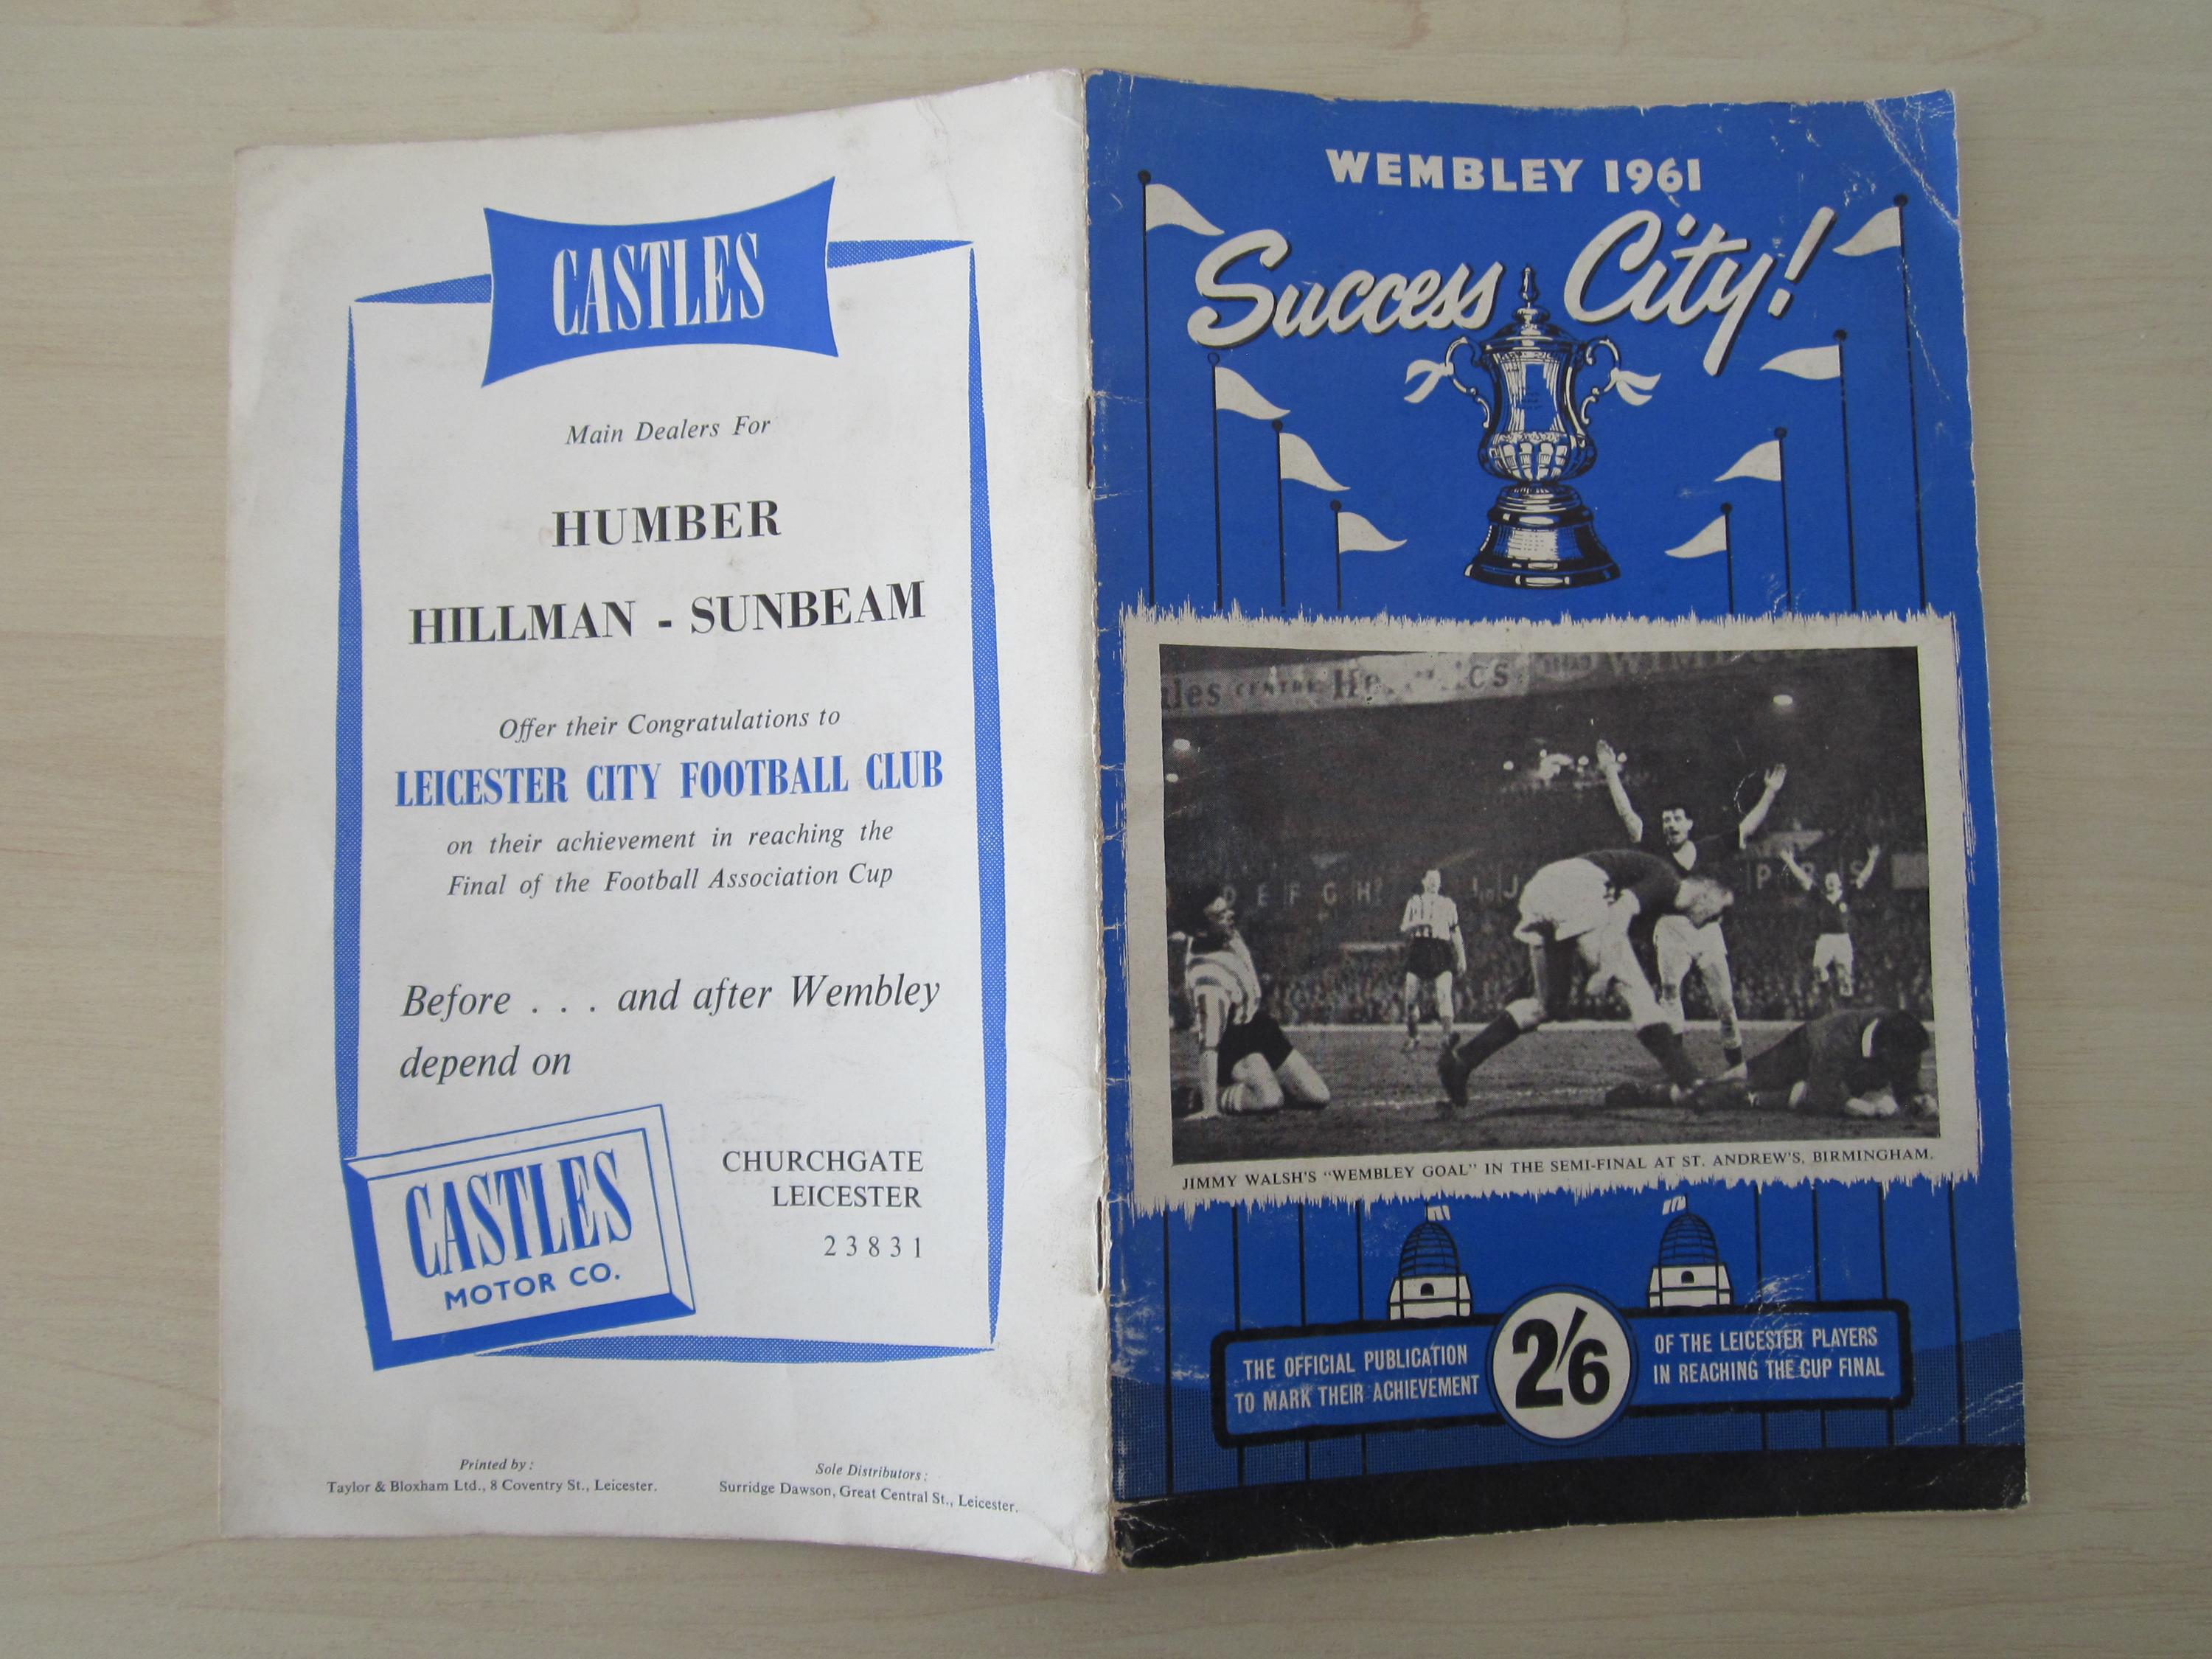 CASTLES
Main Dealers For
HUMBER
HILLMAN - SUNBEAM
Offer their Congratulations to
LEICESTER CITY FOOTBALL CLUB
on their achievement in reaching the
Final of the Football Association Cup
Before . . . and after Wembley
depend on
CASTLES
MOTOR CO.
CHURCHGATE
LEICESTER
23831
Printed by:
Taylor & Bloxham Ltd., 8 Coventry St., Leicester.
Sole Distributors:
Surridge Dawson, Great Central St., Leicester.
WEMBLEY 1961
Success City!
CENTRE
D E F G H I J
P R S
JIMMY WALSH'S "WEMBLEY GOAL" IN THE SEMI-FINAL AT ST. ANDREW'S, BIRMINGHAM.
THE OFFICIAL PUBLICATION
TO MARK THEIR ACHIEVEMENT
2/6
OF THE LEICESTER PLAYERS
IN REACHING THE CUP FINAL